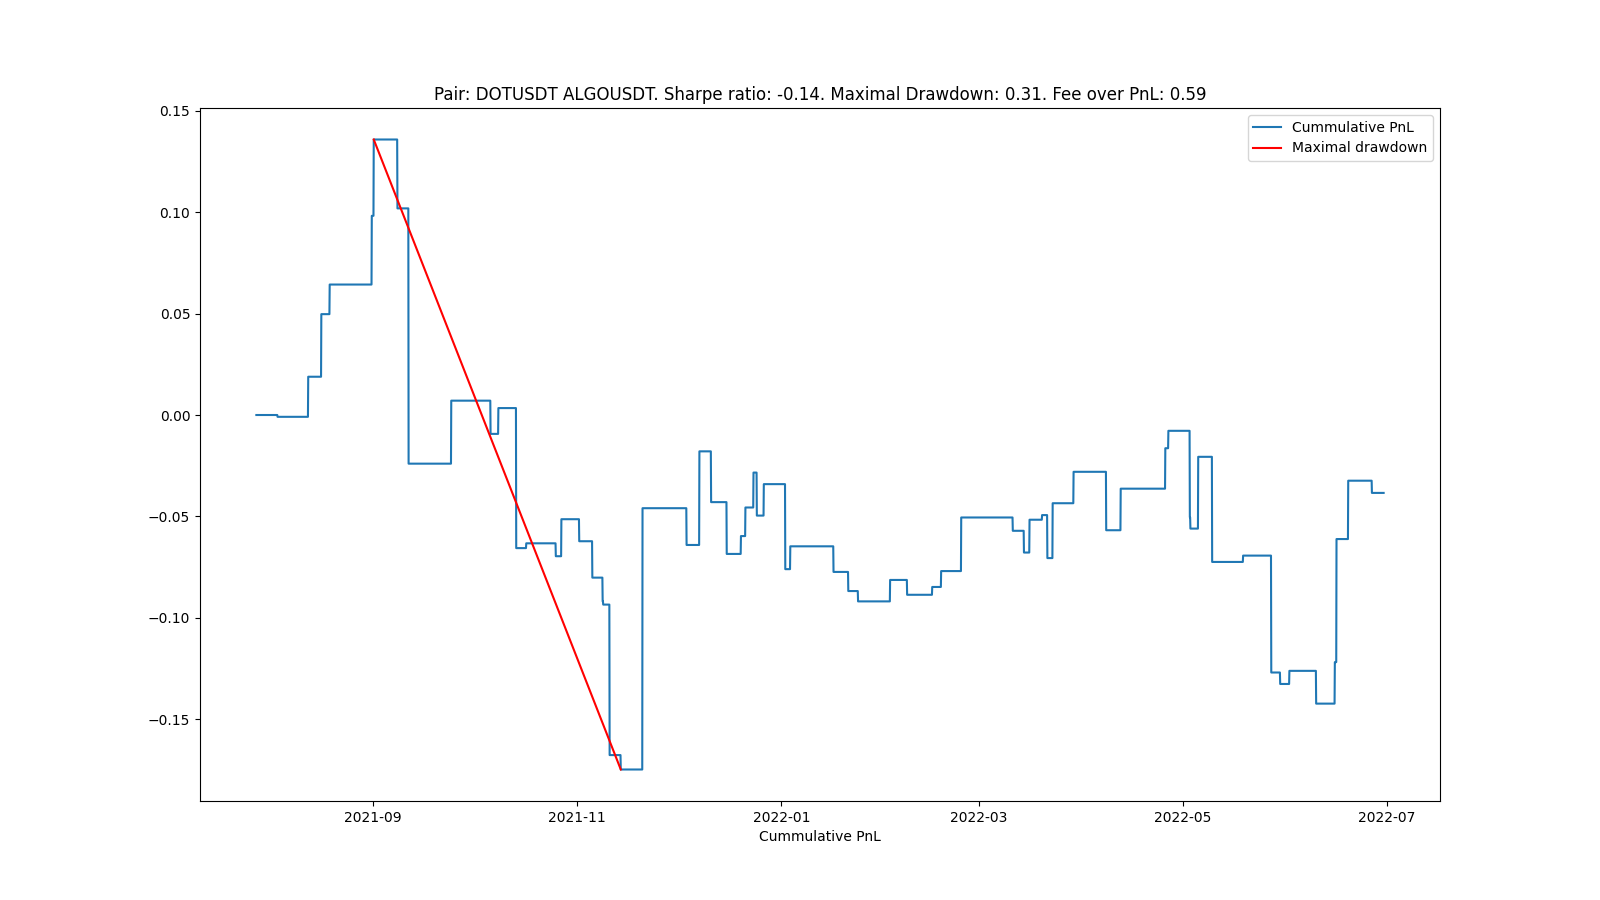 Pair: DOTUSDT ALGOUSDT. Sharpe ratio: -0.14. Maximal Drawdown: 0.31. Fee over PnL: 0.59
Cummulative PnL
Maximal drawdown
0.15
0.10
0.05
0.00
−0.05
−0.10
−0.15
2021-09 2021-11 2022-01 2022-03 2022-05 2022-07
Cummulative PnL